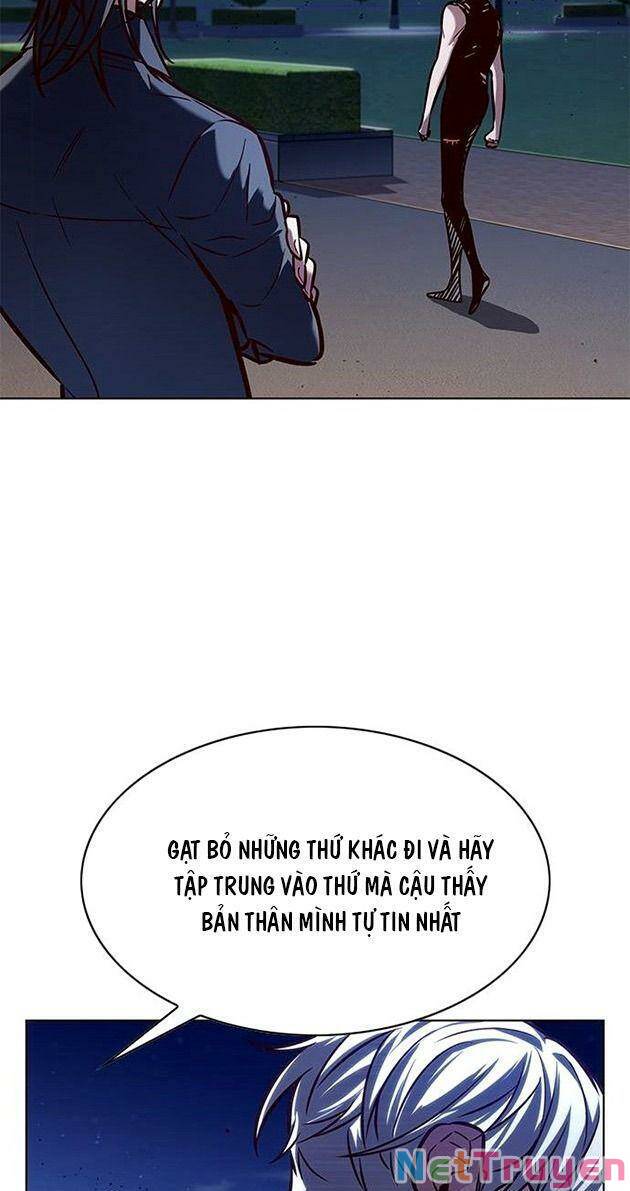 GẠT BỎ NHỮNG THỨ KHÁC ĐI VÀ HÃY
TẬP TRUNG VÀO THỨ MÀ CẬU THẤY
BẢN THÂN MÌNH TỰ TIN NHẤT
NetTruyen